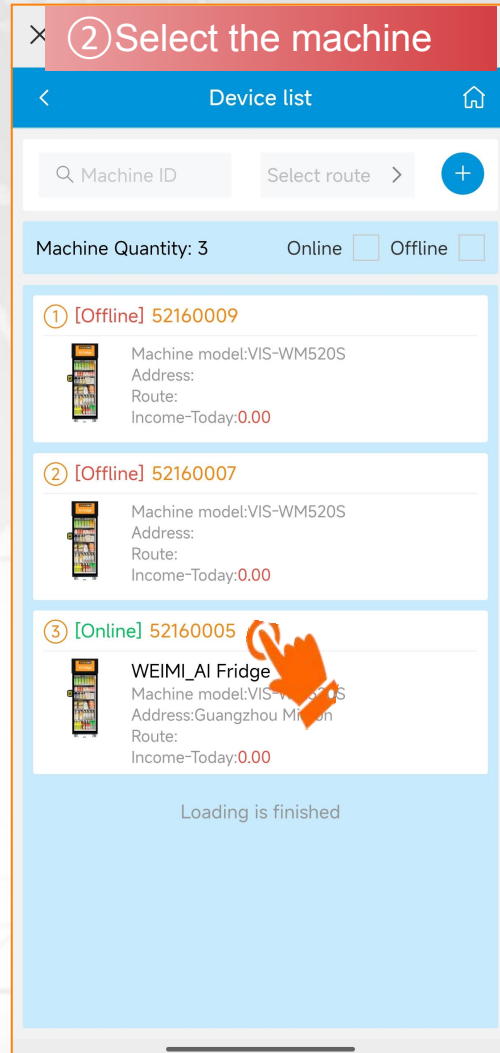 ②Select the machine
Device list
Machine ID
Select route >
Machine Quantity: 3 Online Offline
① [Offline] 52160009
Machine model:VIS-WM520S
Address:
Route:
Income-Today:0.00
② [Offline] 52160007
Machine model:VIS-WM520S
Address:
Route:
Income-Today:0.00
③ [Online] 52160005
WEIMI_AI Fridge
Machine model:VIS-
Address:Guangzhou
Route:
Income-Today:0.00
Loading is finished